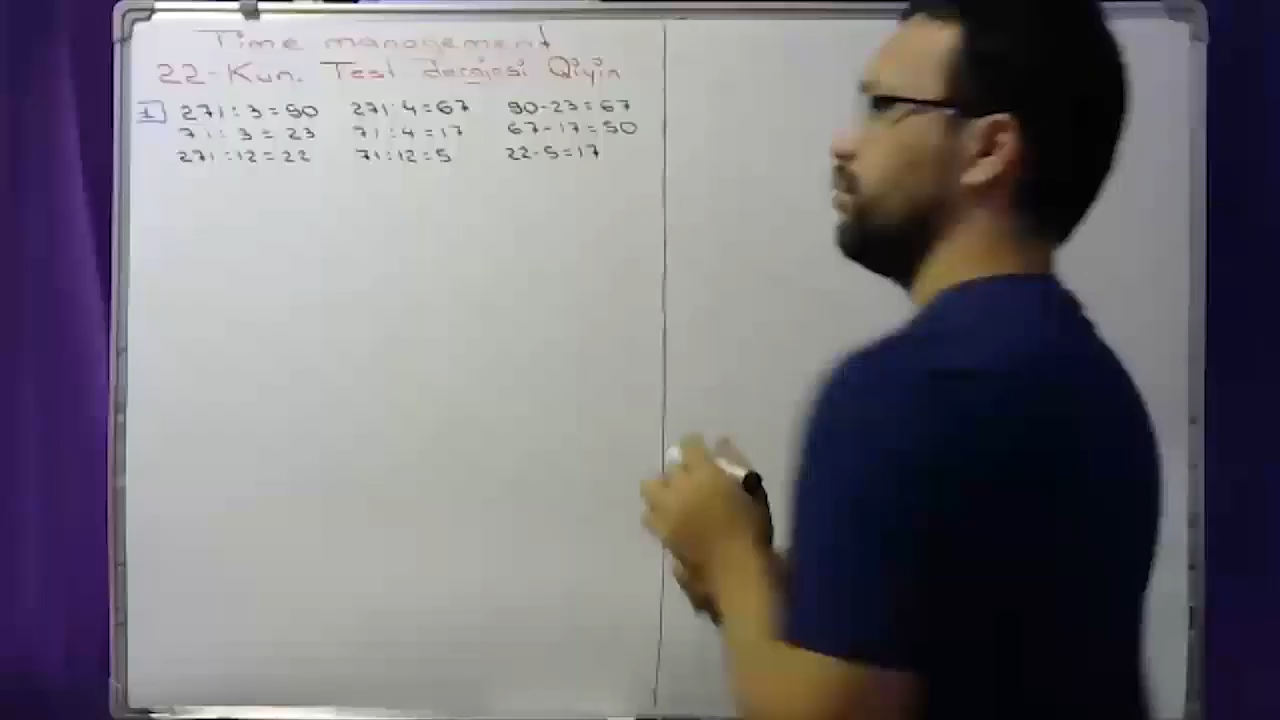 Time management
22-Kun. Test darajasi Qiyin
1 271:3=90 271:4=67 90-23=67
71:3=23 71:4=17 67-17=50
271:12=22 71:12=5 22-5=17